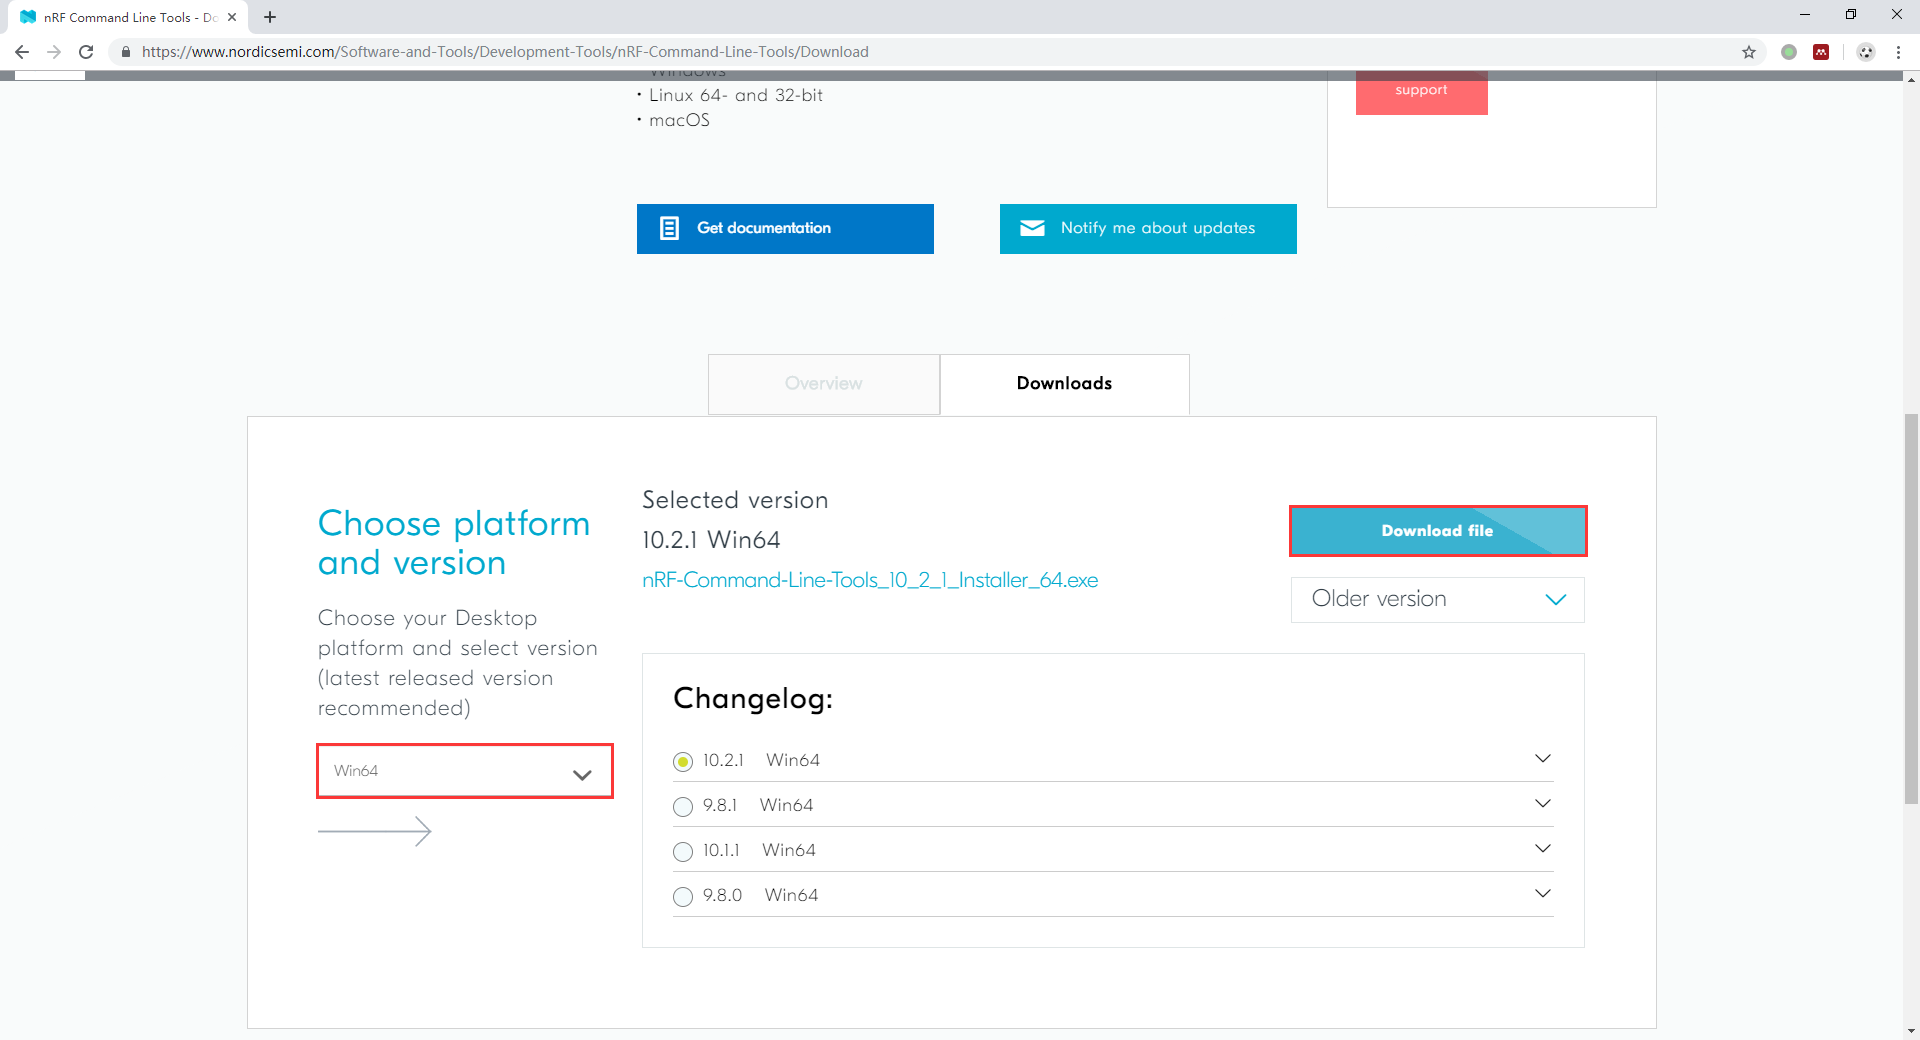 nRF Command Line Tools - Do
https://www.nordicsemi.com/Software-and-Tools/Development-Tools/nRF-Command-Line-Tools/Download
Windows
• Linux 64- and 32-bit
• macOS
support
Get documentation
Notify me about updates
Overview
Downloads
Choose platform
and version
Choose your Desktop
platform and select version
(latest released version
recommended)
Win64
Selected version
10.2.1 Win64
nRF-Command-Line-Tools_10_2_1_Installer_64.exe
Download file
Older version
Changelog:
10.2.1 Win64
9.8.1 Win64
10.1.1 Win64
9.8.0 Win64